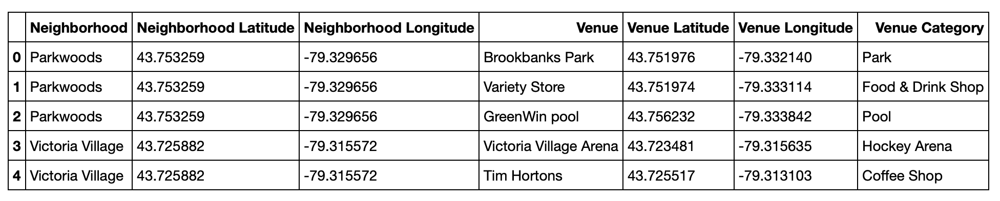 Neighborhood Neighborhood Latitude Neighborhood Longitude Venue Venue Latitude Venue Longitude Venue Category
0 Parkwoods 43.753259 -79.329656 Brookbanks Park 43.751976 -79.332140 Park
1 Parkwoods 43.753259 -79.329656 Variety Store 43.751974 -79.333114 Food & Drink Shop
2 Parkwoods 43.753259 -79.329656 GreenWin pool 43.756232 -79.333842 Pool
3 Victoria Village 43.725882 -79.315572 Victoria Village Arena 43.723481 -79.315635 Hockey Arena
4 Victoria Village 43.725882 -79.315572 Tim Hortons 43.725517 -79.313103 Coffee Shop